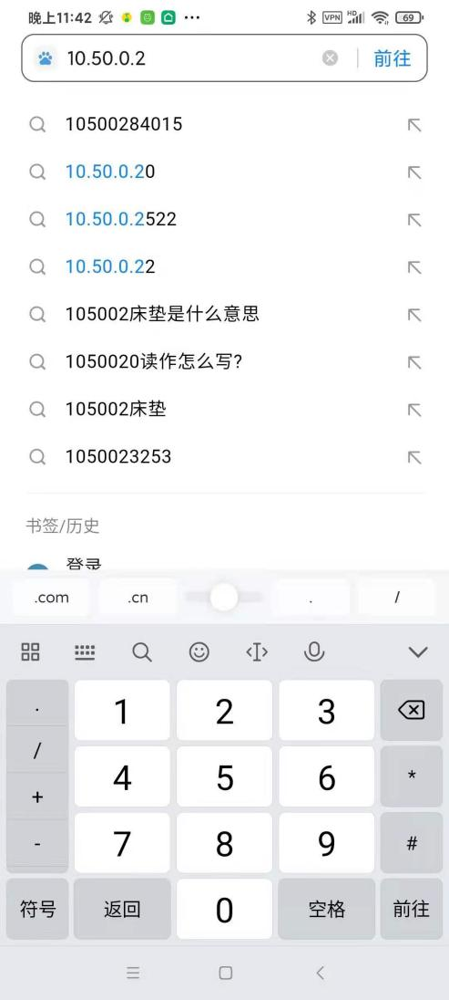 晚上11:42
VPN HD 69
10.50.0.2 前往
10500284015
10.50.0.20
10.50.0.2522
10.50.0.22
105002床垫是什么意思
1050020读作怎么写?
105002床垫
1050023253
书签/历史
登录
.com .cn . /
. 1 2 3
/ 4 5 6 *
+
- 7 8 9 #
符号 返回 0 空格 前往